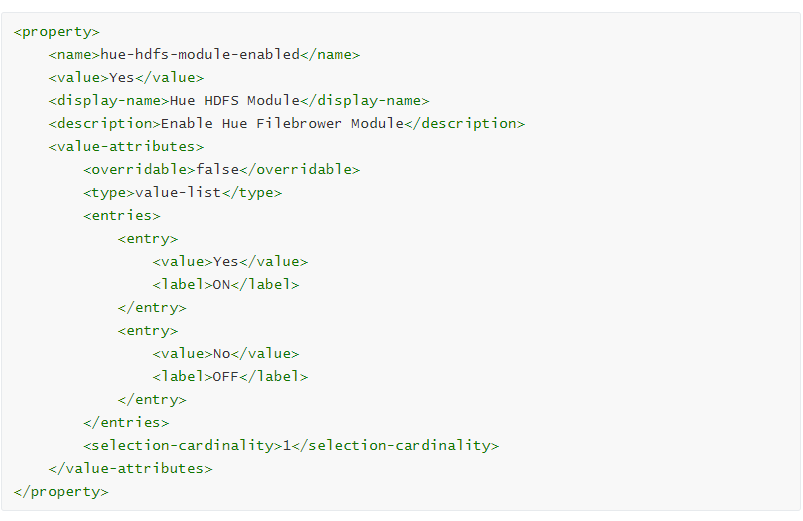 <property>
    <name>hue-hdfs-module-enabled</name>
    <value>Yes</value>
    <display-name>Hue HDFS Module</display-name>
    <description>Enable Hue Filebrower Module</description>
    <value-attributes>
        <overridable>false</overridable>
        <type>value-list</type>
        <entries>
            <entry>
                <value>Yes</value>
                <label>ON</label>
            </entry>
            <entry>
                <value>No</value>
                <label>OFF</label>
            </entry>
        </entries>
        <selection-cardinality>1</selection-cardinality>
    </value-attributes>
</property>